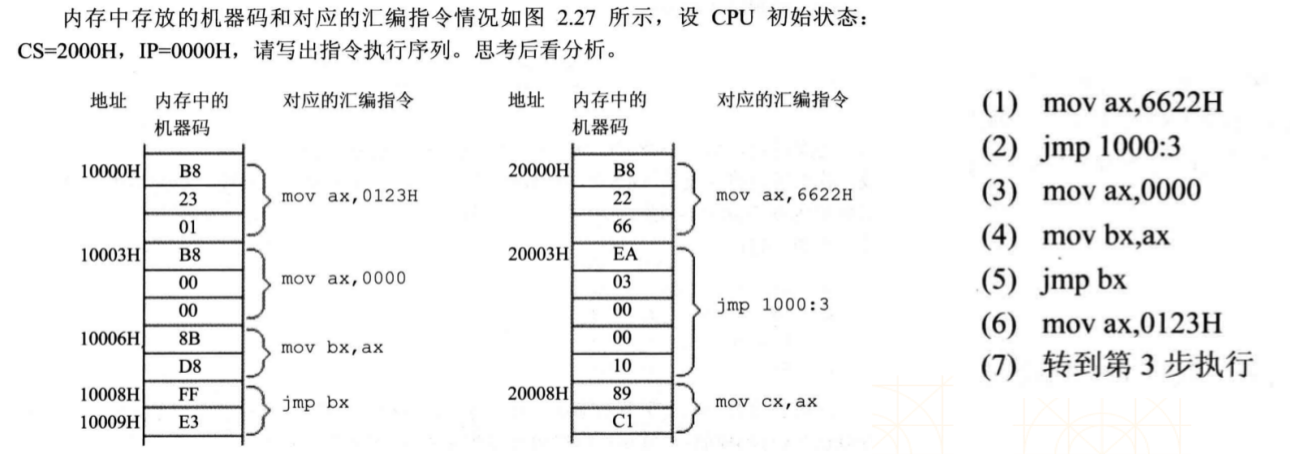 内存中存放的机器码和对应的汇编指令情况如图 2.27 所示，设 CPU 初始状态：
CS=2000H，IP=0000H，请写出指令执行序列。思考后看分析。
地址 内存中的 对应的汇编指令
机器码
10000H B8
23 mov ax,0123H
01
10003H B8
00 mov ax,0000
00
10006H 8B
mov bx,ax
D8
10008H FF
jmp bx
10009H E3
地址 内存中的 对应的汇编指令
机器码
20000H B8
22 mov ax,6622H
66
20003H EA
03
00 jmp 1000:3
00
10
20008H 89
mov cx,ax
C1
(1) mov ax,6622H
(2) jmp 1000:3
(3) mov ax,0000
(4) mov bx,ax
(5) jmp bx
(6) mov ax,0123H
(7) 转到第 3 步执行